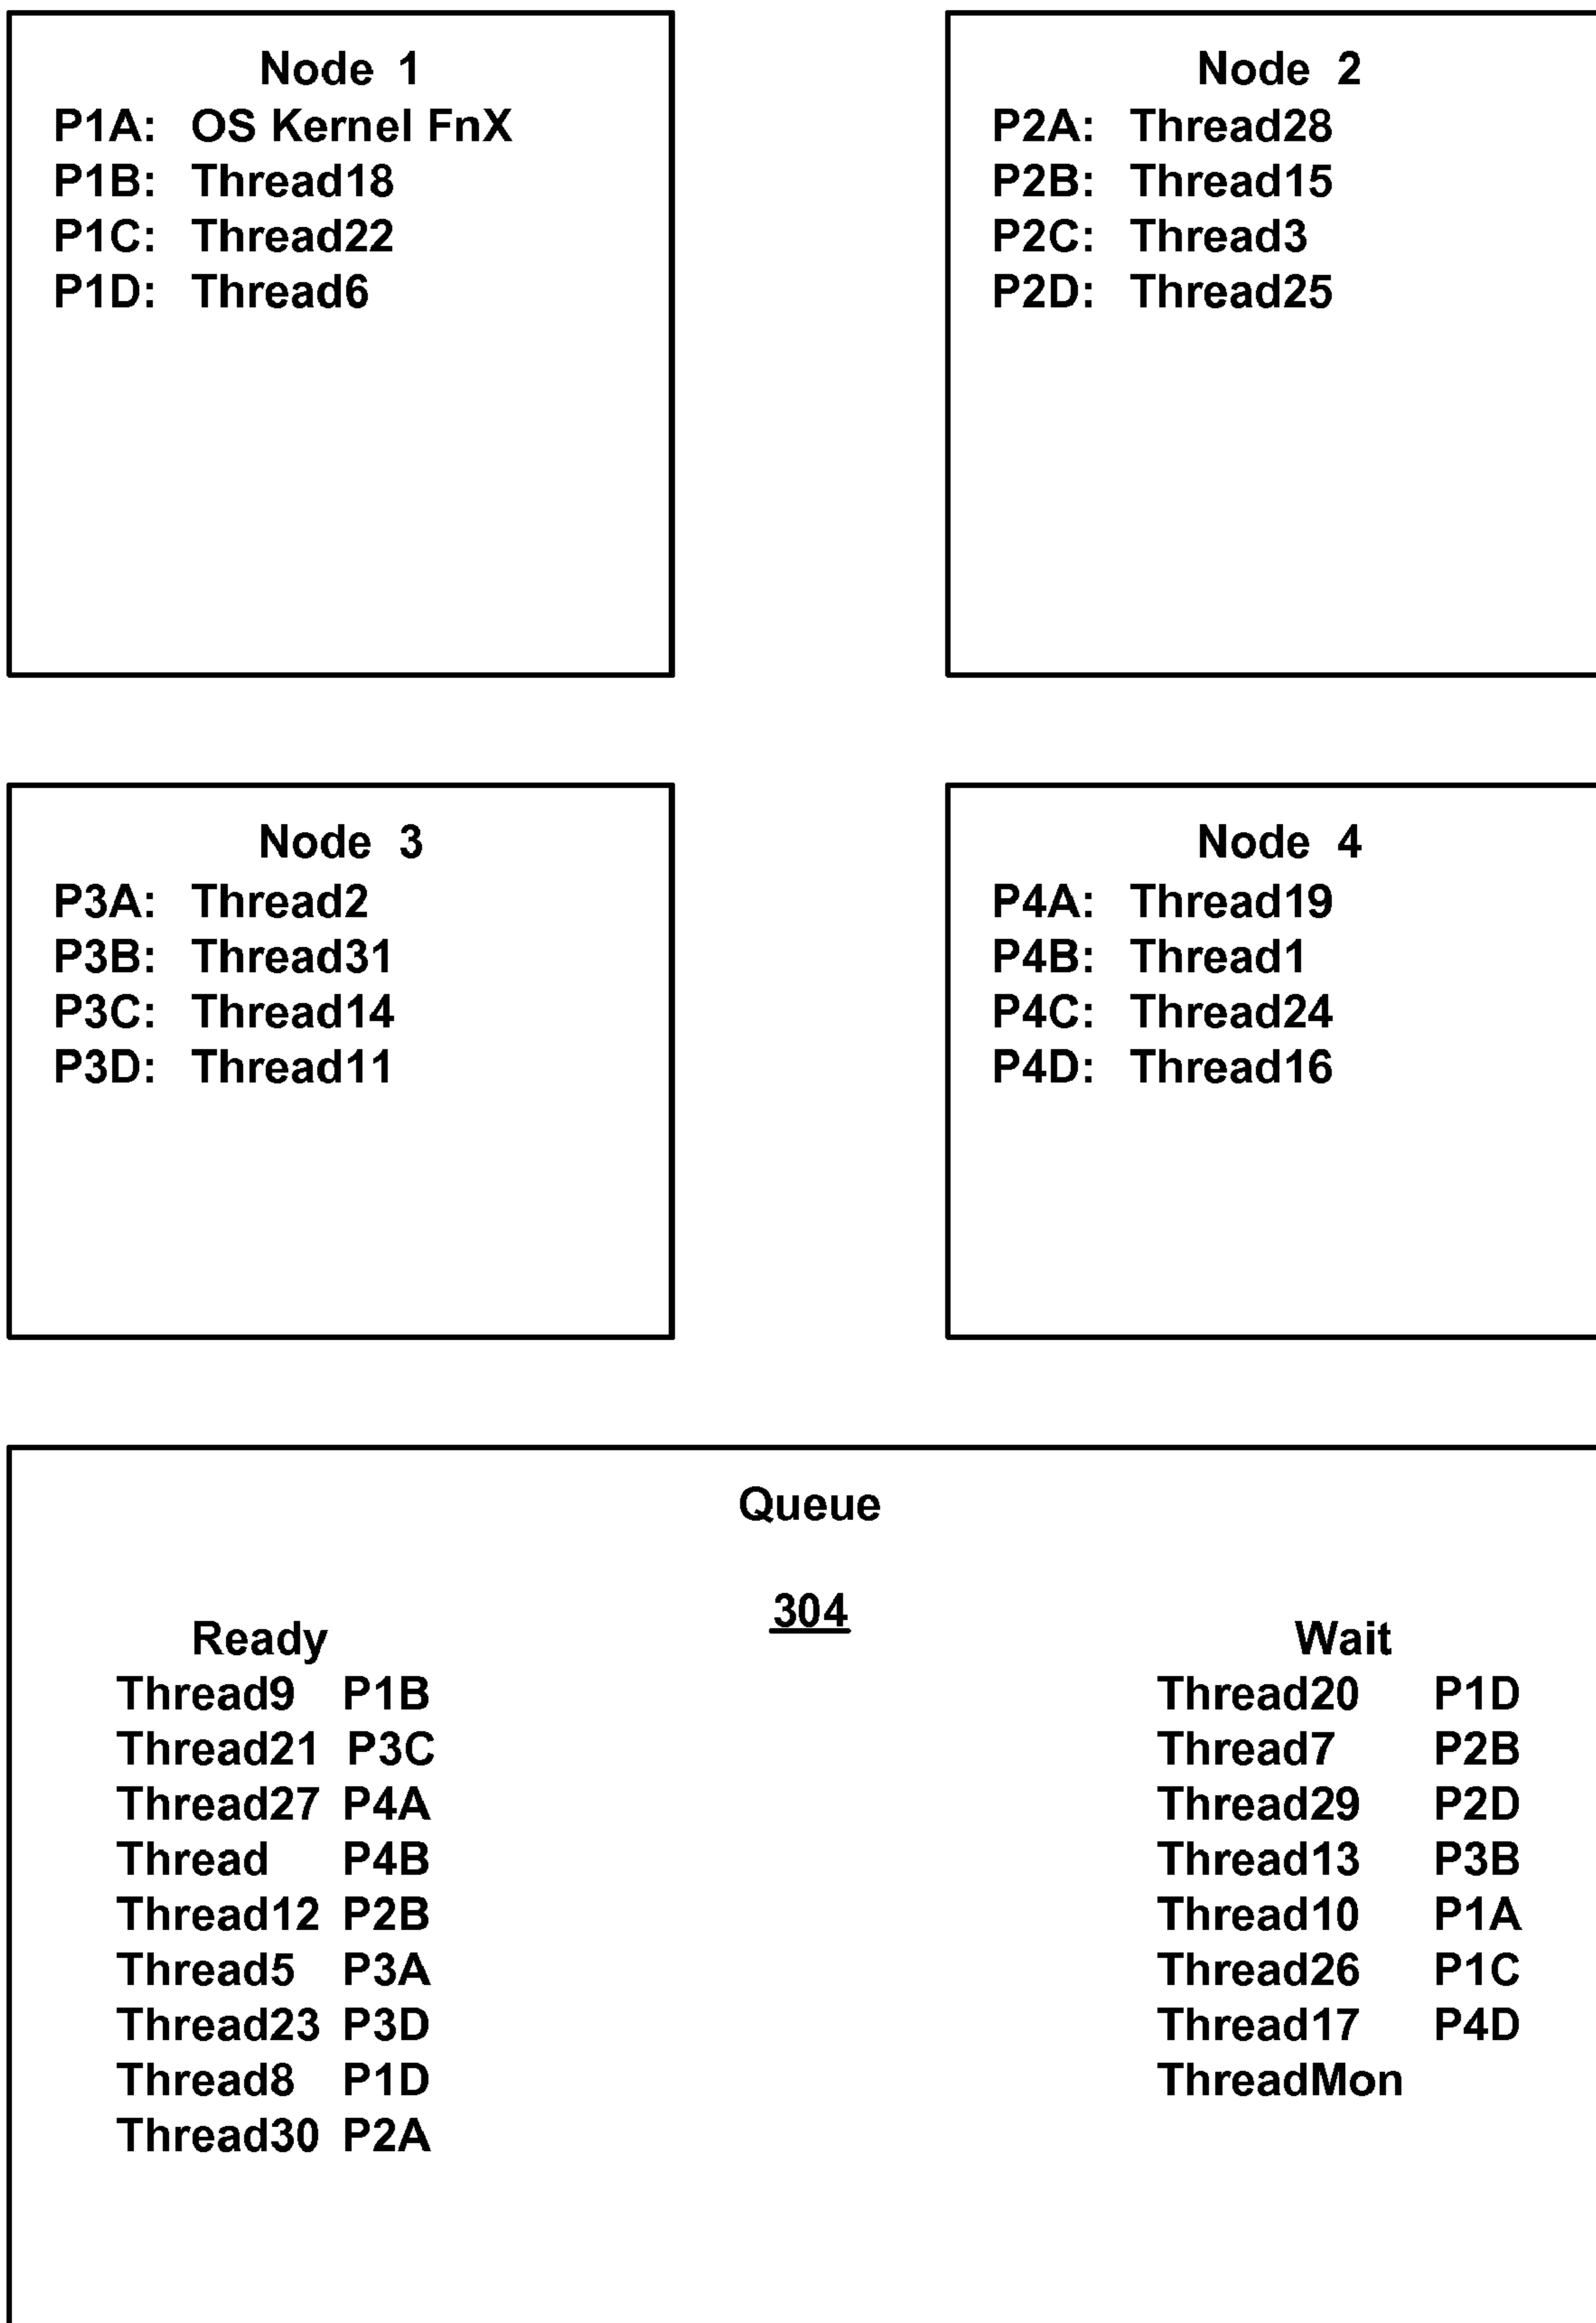 Node 1
P1A: OS Kernel FnX
P1B: Thread18
P1C: Thread22
P1D: Thread6
Node 2
P2A: Thread28
P2B: Thread15
P2C: Thread3
P2D: Thread25
Node 3
P3A: Thread2
P3B: Thread31
P3C: Thread14
P3D: Thread11
Node 4
P4A: Thread19
P4B: Thread1
P4C: Thread24
P4D: Thread16
Queue
304
Ready
Thread9 P1B
Thread21 P3C
Thread27 P4A
Thread P4B
Thread12 P2B
Thread5 P3A
Thread23 P3D
Thread8 P1D
Thread30 P2A
Wait
Thread20 P1D
Thread7 P2B
Thread29 P2D
Thread13 P3B
Thread10 P1A
Thread26 P1C
Thread17 P4D
ThreadMon